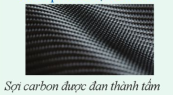 Sợi carbon được đan thành tấm